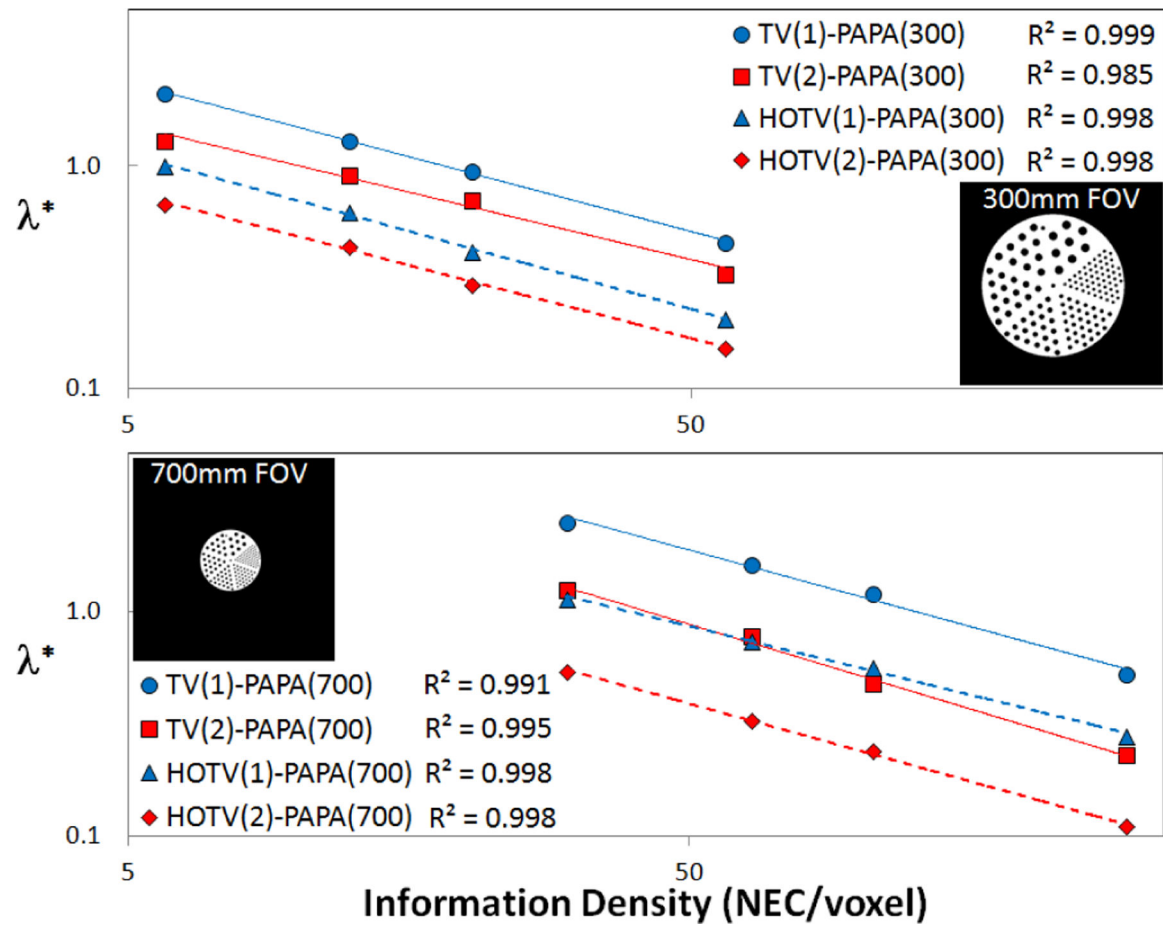 TV(1)-PAPA(300) R² = 0.999
TV(2)-PAPA(300) R² = 0.985
HOTV(1)-PAPA(300) R² = 0.998
HOTV(2)-PAPA(300) R² = 0.998
300mm FOV
1.0
λ*
0.1
5 50
700mm FOV
1.0
λ*
TV(1)-PAPA(700) R² = 0.991
TV(2)-PAPA(700) R² = 0.995
HOTV(1)-PAPA(700) R² = 0.998
HOTV(2)-PAPA(700) R² = 0.998
0.1
5 50
Information Density (NEC/voxel)